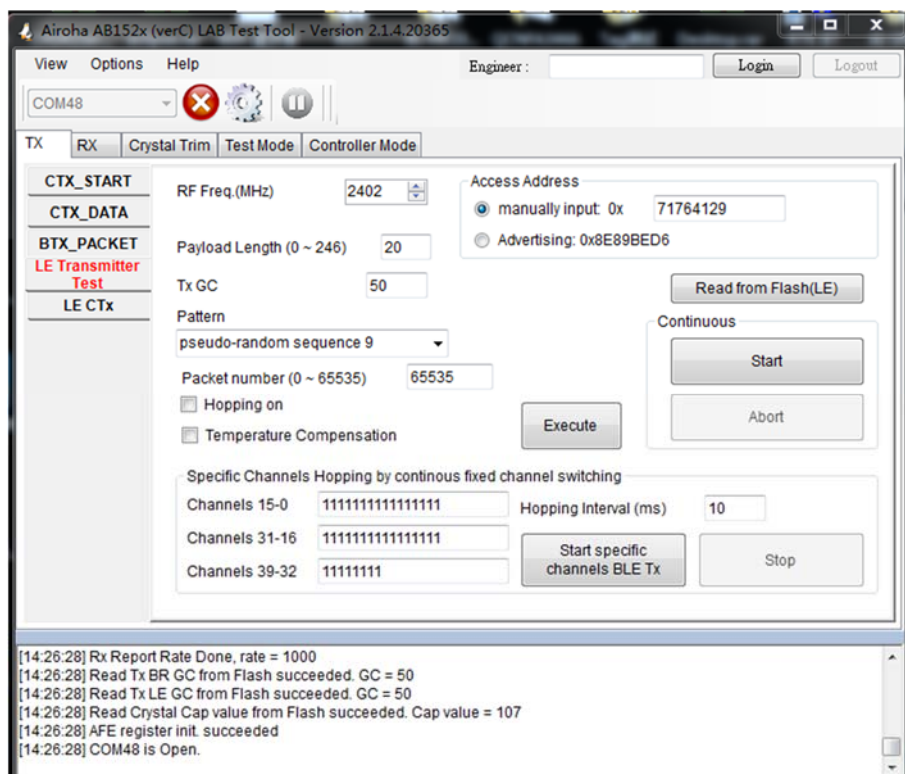 Airoha AB152x (verC) LAB Test Tool - Version 2.1.4.20365
View Options Help Engineer : Login Logout
COM48
TX RX Crystal Trim Test Mode Controller Mode
CTX_START
CTX_DATA
BTX_PACKET
LE Transmitter
Test
LE CTx
RF Freq.(MHz) 2402
Payload Length (0 ~ 246) 20
Tx GC 50
Pattern
pseudo-random sequence 9
Packet number (0 ~ 65535) 65535
Hopping on
Temperature Compensation
Execute
Access Address
manually input: 0x 71764129
Advertising: 0x8E89BED6
Read from Flash(LE)
Continuous
Start
Abort
Specific Channels Hopping by continous fixed channel switching
Channels 15-0 1111111111111111
Channels 31-16 1111111111111111
Channels 39-32 11111111
Hopping Interval (ms) 10
Start specific
channels BLE Tx
Stop
[14:26:28] Rx Report Rate Done, rate = 1000
[14:26:28] Read Tx BR GC from Flash succeeded. GC = 50
[14:26:28] Read Tx LE GC from Flash succeeded. GC = 50
[14:26:28] Read Crystal Cap value from Flash succeeded. Cap value = 107
[14:26:28] AFE register init. succeeded
[14:26:28] COM48 is Open.